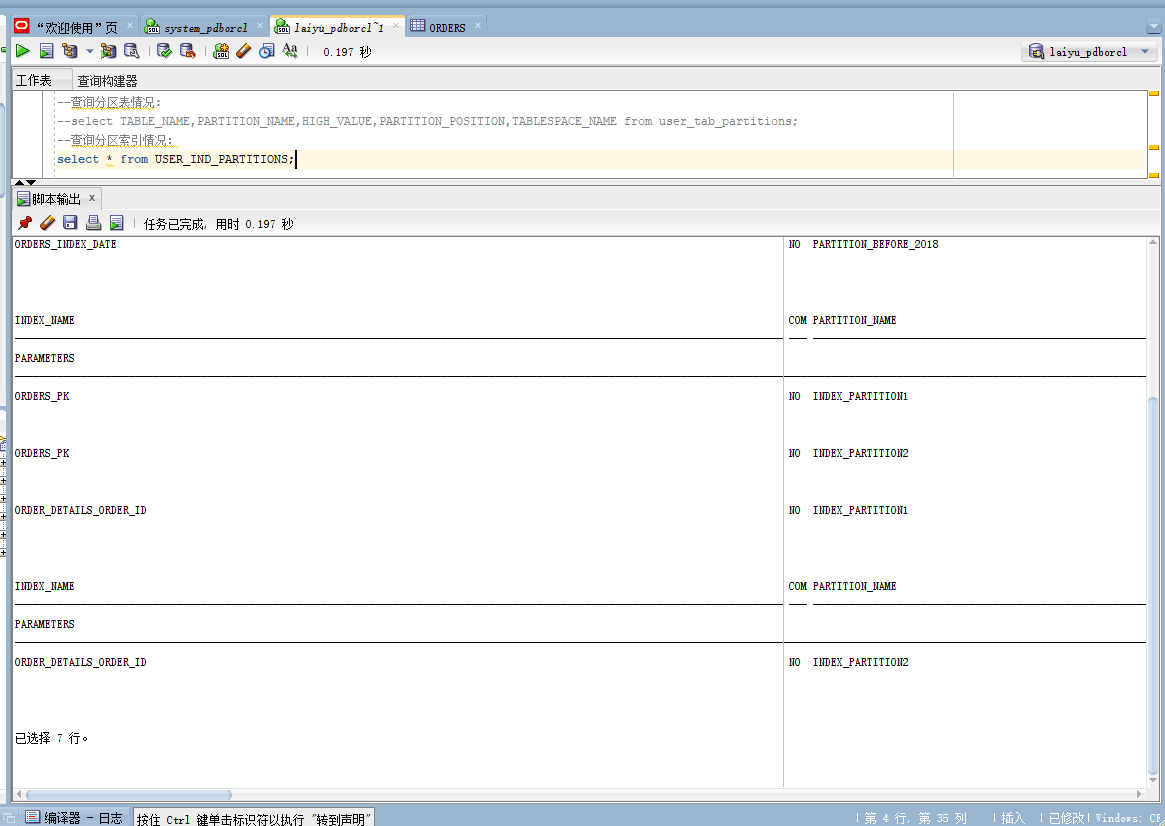 “欢迎使用”页 system_pdborcl laiyu_pdborcl~1 ORDERS
SQL SQL SQL Aa 0.197 秒 laiyu_pdborcl
工作表 查询构建器
--查询分区表情况:
--select TABLE_NAME,PARTITION_NAME,HIGH_VALUE,PARTITION_POSITION,TABLESPACE_NAME from user_tab_partitions;
--查询分区索引情况:
select * from USER_IND_PARTITIONS;
脚本输出 x
任务已完成, 用时 0.197 秒
ORDERS_INDEX_DATE NO PARTITION_BEFORE_2018
INDEX_NAME COM PARTITION_NAME
PARAMETERS
ORDERS_PK NO INDEX_PARTITION1
ORDERS_PK NO INDEX_PARTITION2
ORDER_DETAILS_ORDER_ID NO INDEX_PARTITION1
INDEX_NAME COM PARTITION_NAME
PARAMETERS
ORDER_DETAILS_ORDER_ID NO INDEX_PARTITION2
已选择 7 行。
编译器 - 日志 按住 Ctrl 键单击标识符以执行 "转到声明" 第 4 行, 第 35 列 插入 已修改 Windows: CR